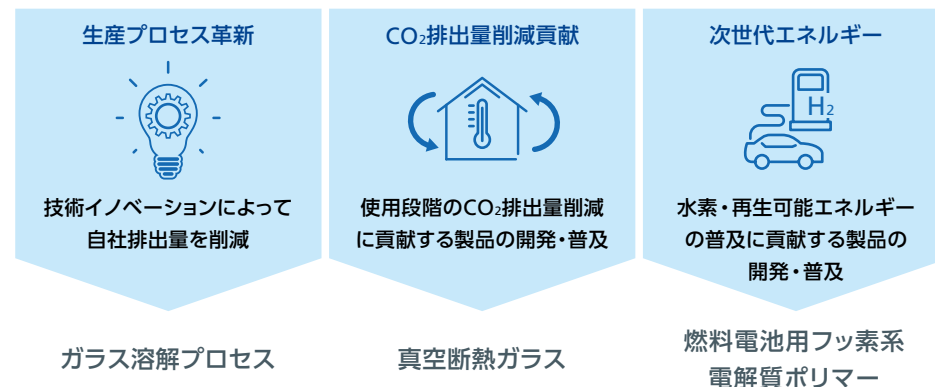 生産プロセス革新
技術イノベーションによって
自社排出量を削減
ガラス溶解プロセス
CO₂排出量削減貢献
使用段階のCO₂排出量削減
に貢献する製品の開発・普及
真空断熱ガラス
次世代エネルギー
H₂
水素・再生可能エネルギー
の普及に貢献する製品の
開発・普及
燃料電池用フッ素系
電解質ポリマー